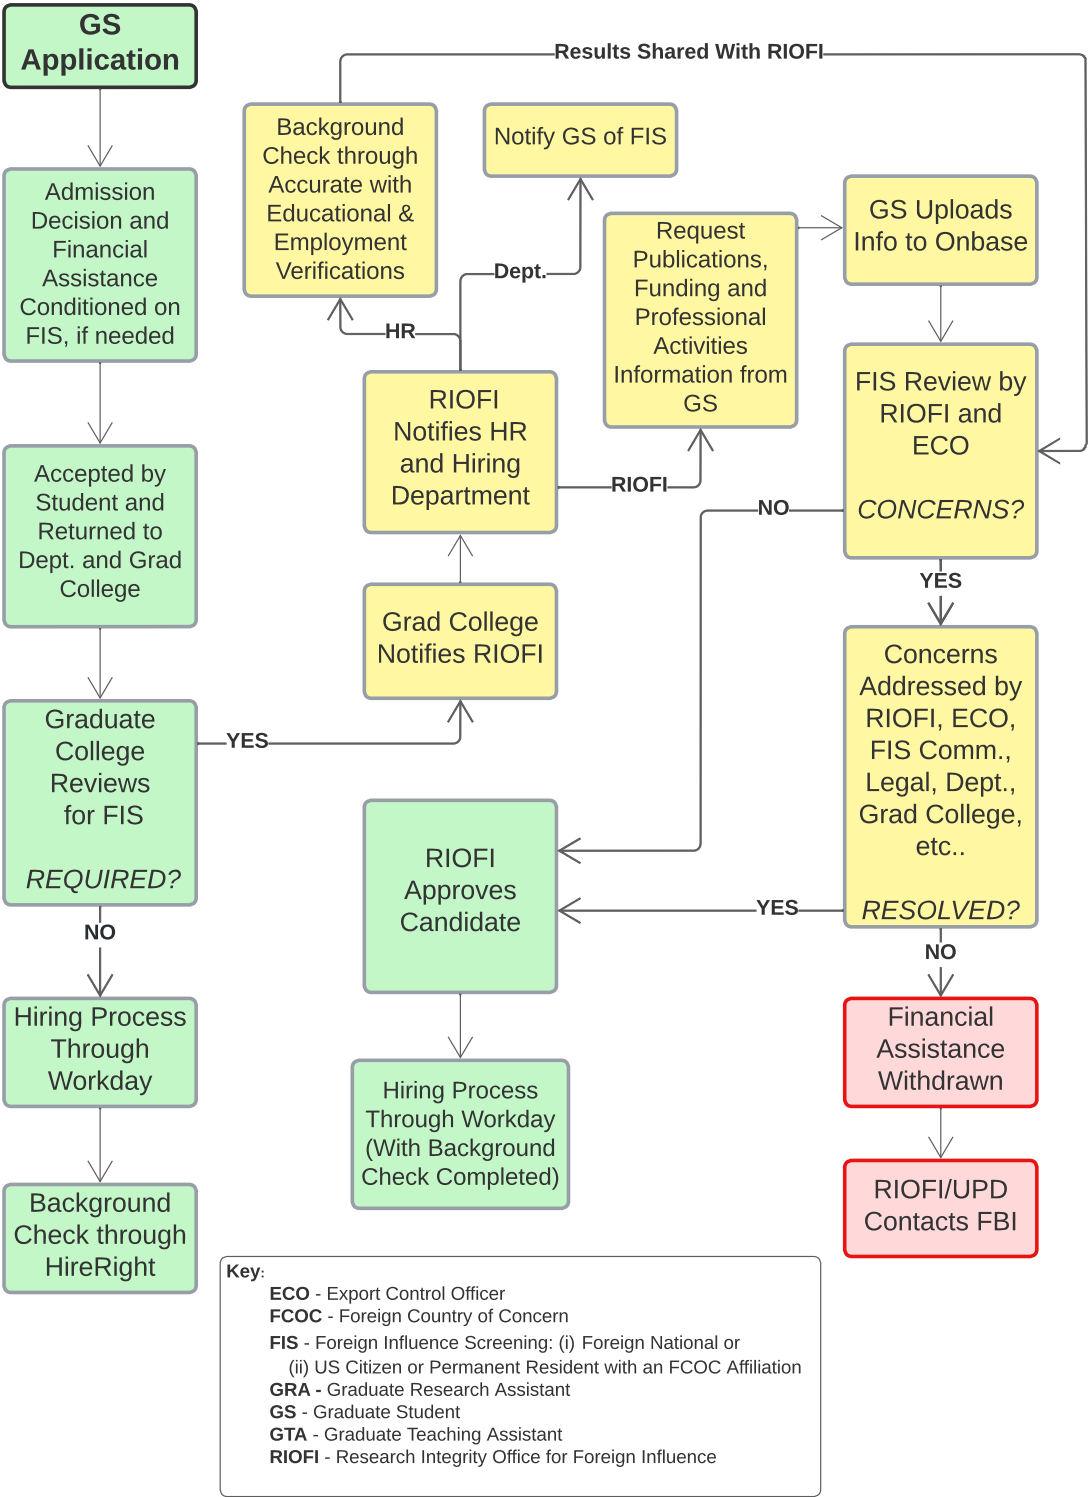 GS
Application
Admission
Decision and
Financial
Assistance
Conditioned on
FIS, if needed
Accepted by
Student and
Returned to
Dept. and Grad
College
Graduate
College
Reviews
for FIS
REQUIRED?
NO
Hiring Process
Through
Workday
Background
Check through
HireRight
YES
Grad College
Notifies RIOFI
RIOFI
Notifies HR
and Hiring
Department
HR
Background
Check through
Accurate with
Educational &
Employment
Verifications
Results Shared With RIOFI
Dept.
Notify GS of FIS
RIOFI
Request
Publications,
Funding and
Professional
Activities
Information from
GS
GS Uploads
Info to Onbase
FIS Review by
RIOFI and
ECO
CONCERNS?
NO
YES
Concerns
Addressed by
RIOFI, ECO,
FIS Comm.,
Legal, Dept.,
Grad College,
etc..
RESOLVED?
YES
NO
RIOFI
Approves
Candidate
Hiring Process
Through Workday
(With Background
Check Completed)
Financial
Assistance
Withdrawn
RIOFI/UPD
Contacts FBI
Key:
ECO - Export Control Officer
FCOC - Foreign Country of Concern
FIS - Foreign Influence Screening: (i) Foreign National or
(ii) US Citizen or Permanent Resident with an FCOC Affiliation
GRA - Graduate Research Assistant
GS - Graduate Student
GTA - Graduate Teaching Assistant
RIOFI - Research Integrity Office for Foreign Influence